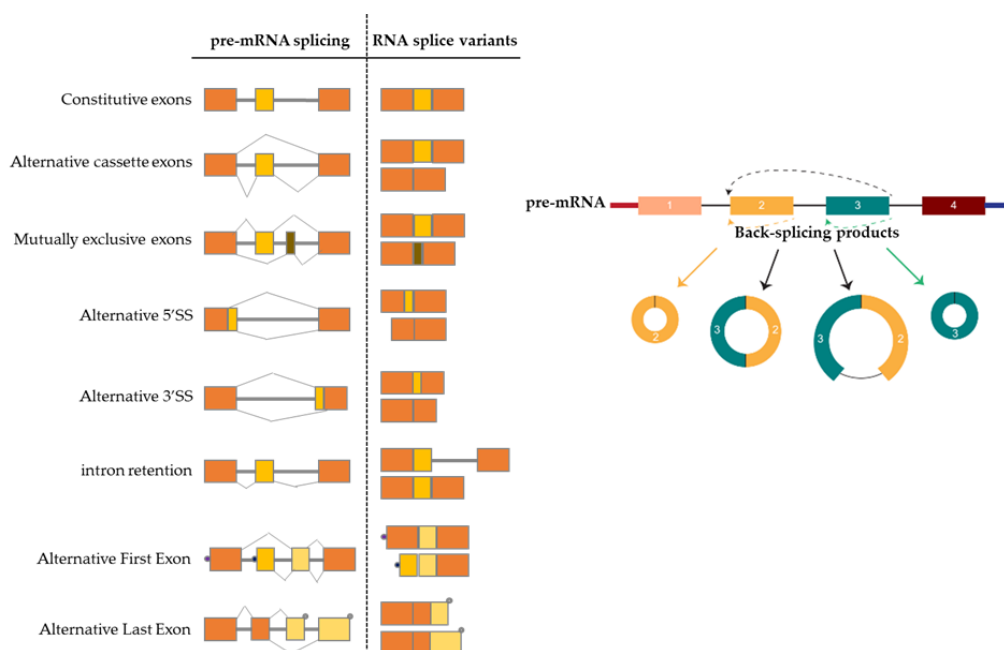 pre-mRNA splicing
RNA splice variants
Constitutive exons
Alternative cassette exons
Mutually exclusive exons
Alternative 5'SS
Alternative 3'SS
intron retention
Alternative First Exon
Alternative Last Exon
pre-mRNA
1
2
3
4
Back-splicing products
2
3
2
3
2
3